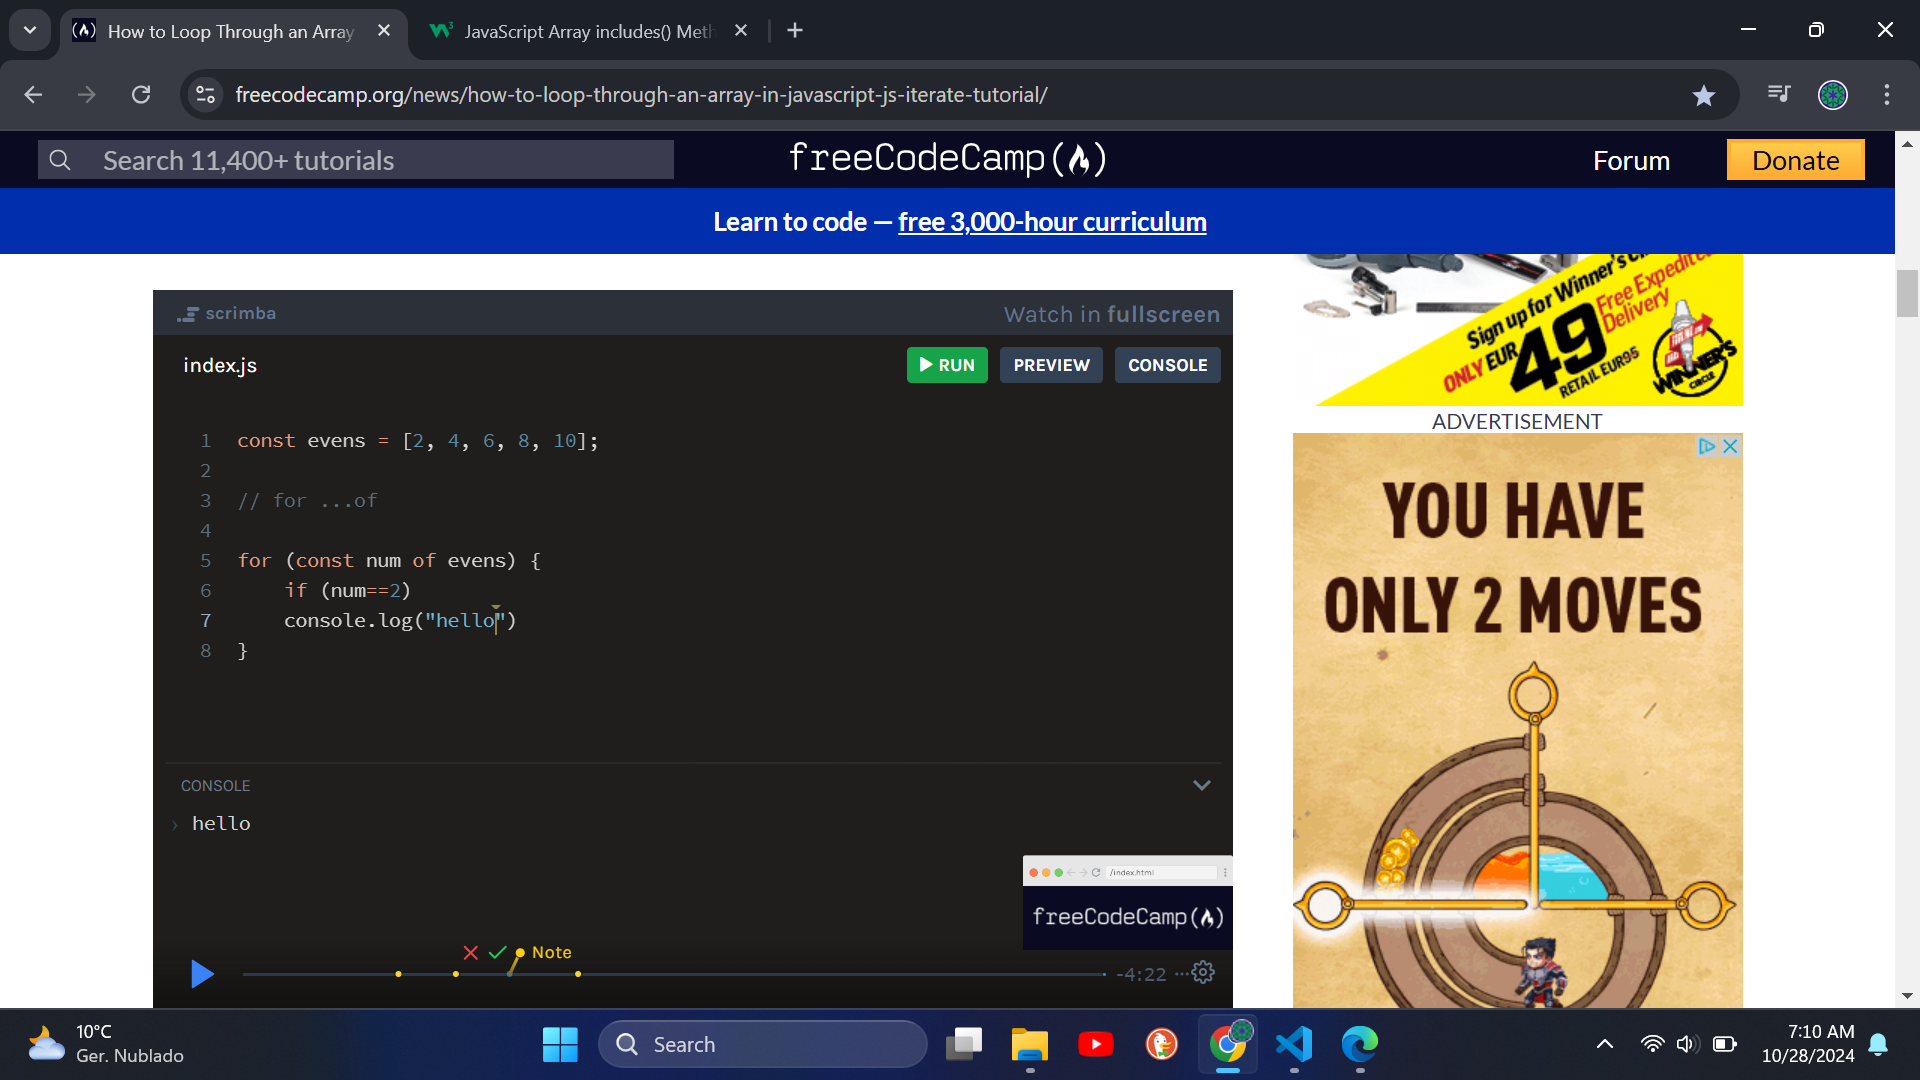 How to Loop Through an Array
JavaScript Array includes() Meth
freecodecamp.org/news/how-to-loop-through-an-array-in-javascript-js-iterate-tutorial/
Search 11,400+ tutorials
freeCodeCamp(
Forum
Donate
Learn to code — free 3,000-hour curriculum
scrimba
Watch in fullscreen
index.js
RUN
PREVIEW
CONSOLE
1 const evens = [2, 4, 6, 8, 10];
2
3 // for ...of
4
5 for (const num of evens) {
6 if (num==2)
7 console.log("hello")
8 }
CONSOLE
› hello
/index.html
freeCodeCamp(
Note
-4:22
Sign up for Winner's
ONLY EUR 49
Free Expedited
Delivery
RETAIL EUR95
WINNER'S
CIRCLE
ADVERTISEMENT
YOU HAVE
ONLY 2 MOVES
10°C
Ger. Nublado
Search
7:10 AM
10/28/2024